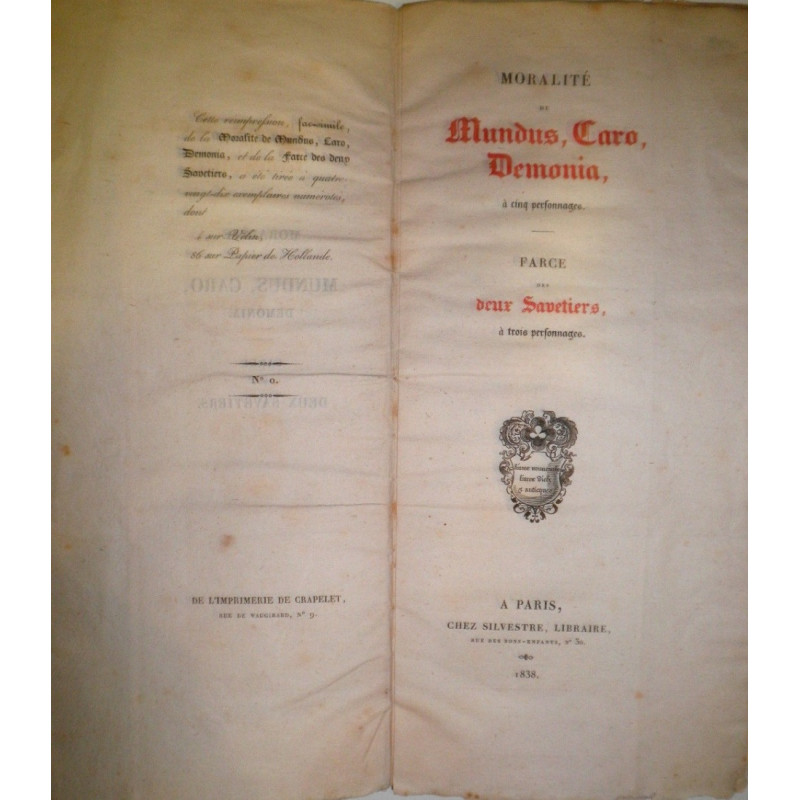 Cette réimpression, fac-simile,
de la Moralité de Mundus, Caro,
Demonia, et de la Farce des deux
Savetiers, a été tirée à quatre-
vingt-dix exemplaires numérotés,
dont
4 sur Vélin,
86 sur Papier de Hollande.
N° 0.
DE L'IMPRIMERIE DE CRAPELET,
RUE DE VAUGIRARD, N° 9.
MORALITÉ
DE
Mundus, Caro,
Demonia,
à cinq personnages.
FARCE
DES
deux Savetiers,
à trois personnages.
A PARIS,
CHEZ SILVESTRE, LIBRAIRE,
RUE DES BONS-ENFANTS, N° 30.
1838.